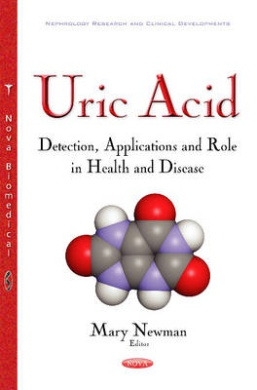 Nephrology Research and Clinical Developments
Uric Acid
Detection, Applications and Role
in Health and Disease
Nova Biomedical
Mary Newman
Editor
NOVA